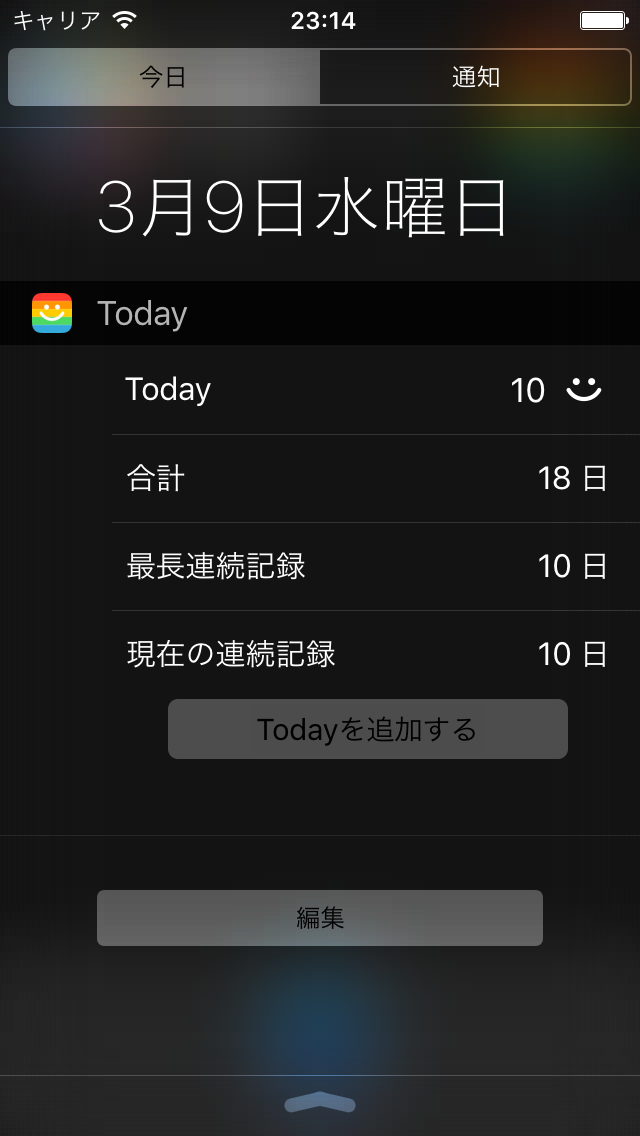 キャリア 23:14
今日 通知
3月9日水曜日
Today
Today 10
合計 18 日
最長連続記録 10 日
現在の連続記録 10 日
Todayを追加する
編集